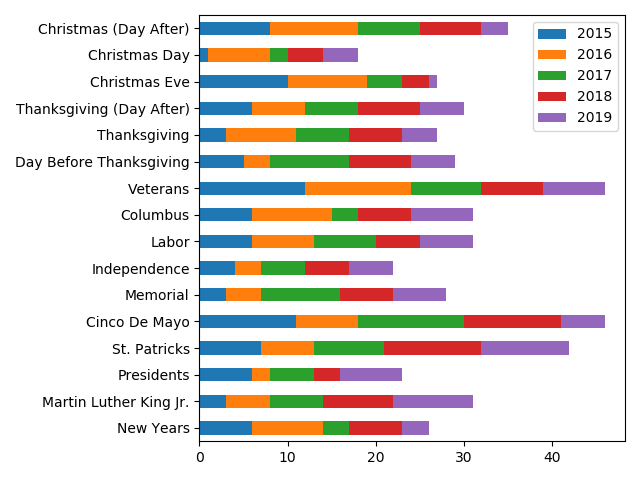 Christmas (Day After)
Christmas Day
Christmas Eve
Thanksgiving (Day After)
Thanksgiving
Day Before Thanksgiving
Veterans
Columbus
Labor
Independence
Memorial
Cinco De Mayo
St. Patricks
Presidents
Martin Luther King Jr.
New Years
0 10 20 30 40
2015
2016
2017
2018
2019